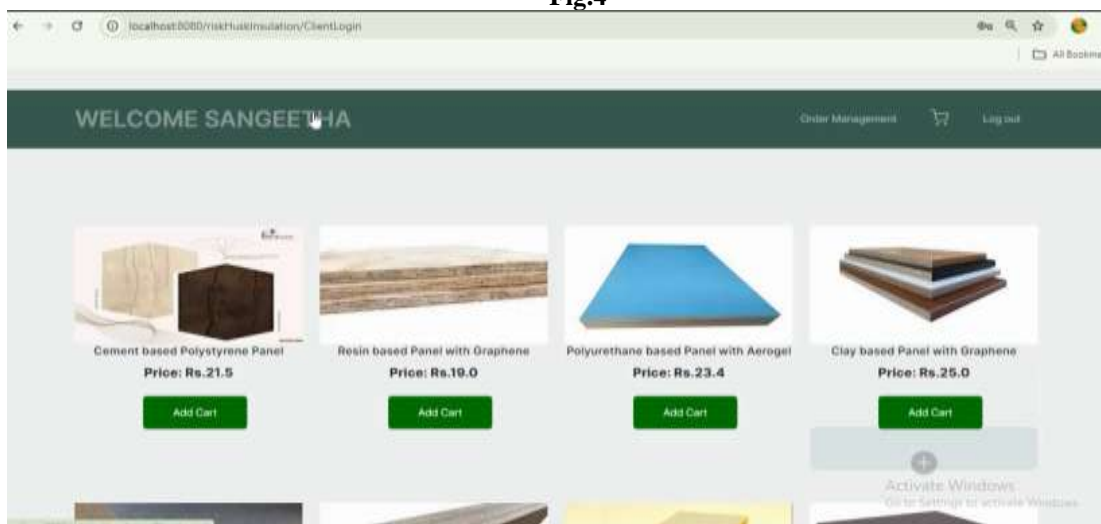 Fig.4
localhost:8080/riskHuskInsulation/ClientLogin
All Bookma
WELCOME SANGEETHA
Order Management
Log out
Cement based Polystyrene Panel
Resin based Panel with Graphene
Polyurethane based Panel with Aerogel
Clay based Panel with Graphene
Price: Rs.21.5
Price: Rs.19.0
Price: Rs.23.4
Price: Rs.25.0
Add Cart
Add Cart
Add Cart
Add Cart
Activate Windows
Go to Settings to activate Windows.